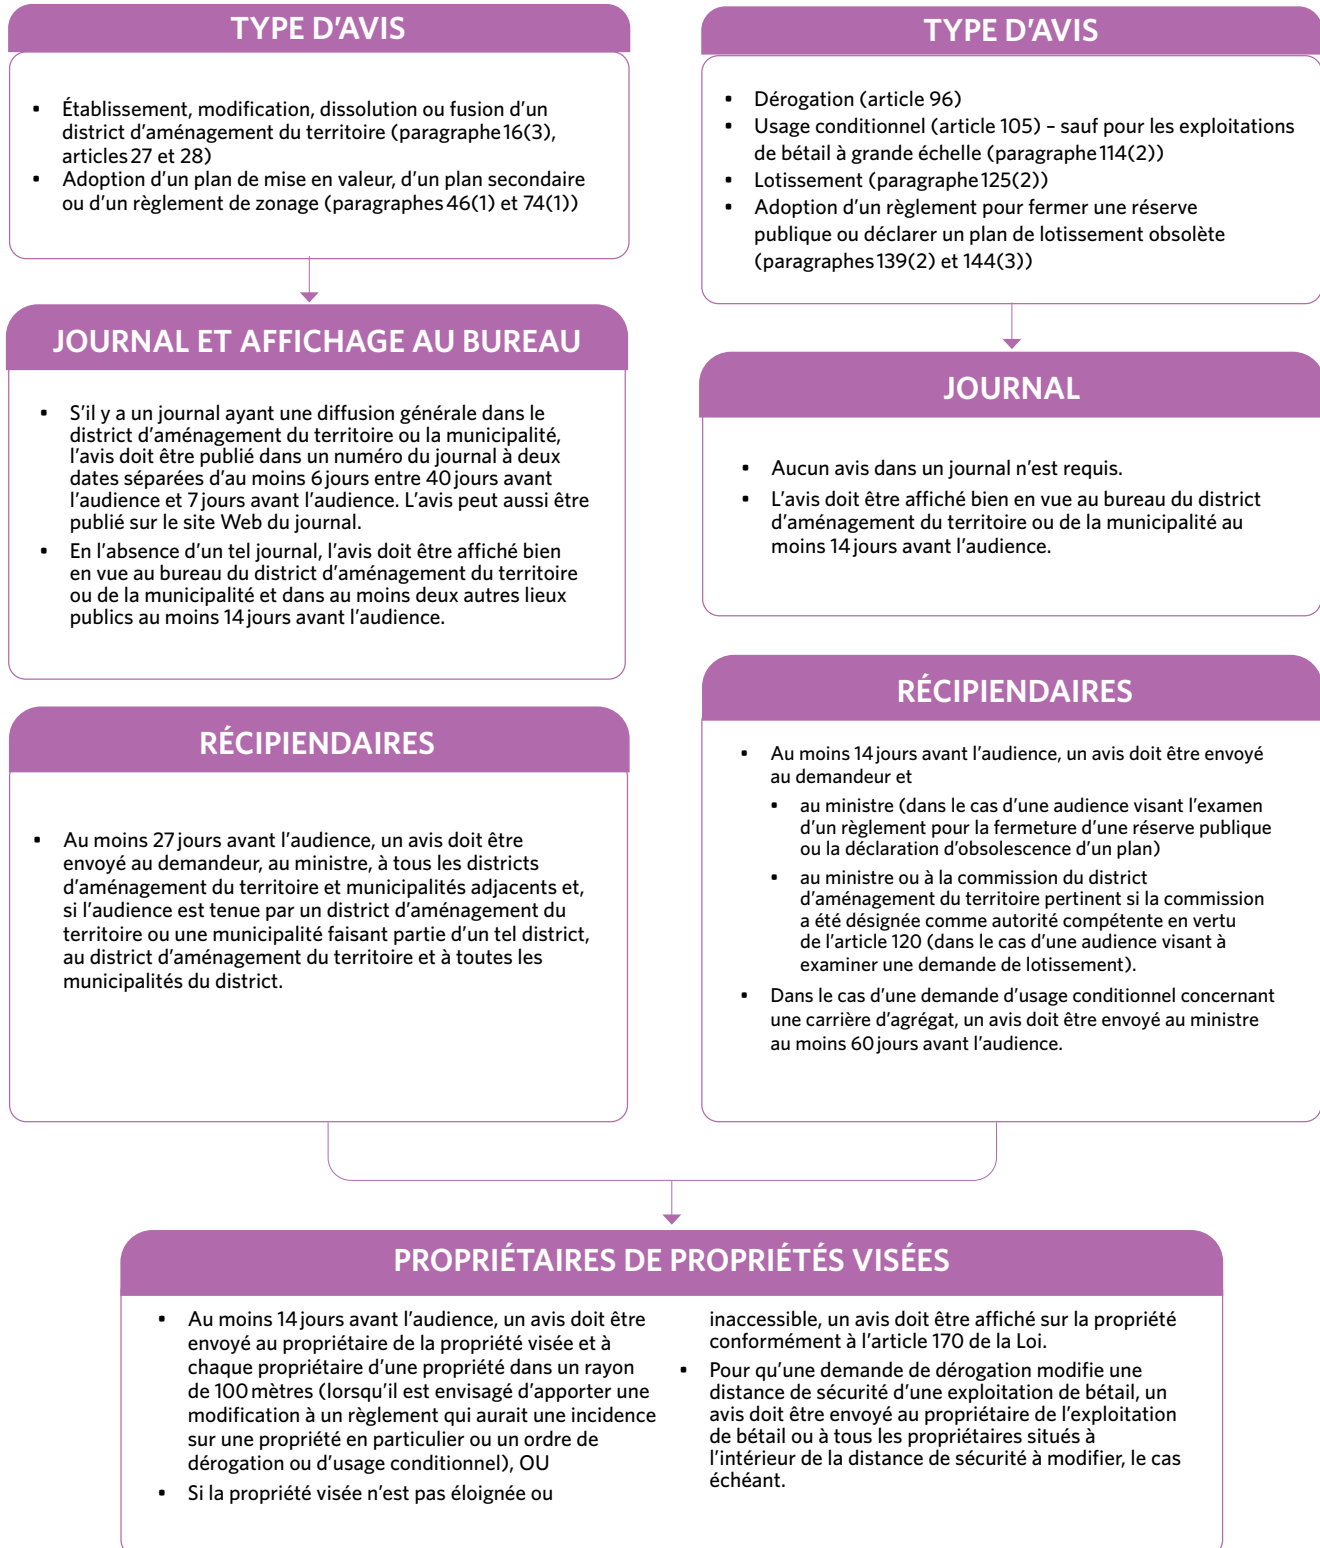 TYPE D'AVIS
• Établissement, modification, dissolution ou fusion d'un
district d'aménagement du territoire (paragraphe 16(3),
articles 27 et 28)
• Adoption d'un plan de mise en valeur, d'un plan secondaire
ou d'un règlement de zonage (paragraphes 46(1) et 74(1))
JOURNAL ET AFFICHAGE AU BUREAU
• S'il y a un journal ayant une diffusion générale dans le
district d'aménagement du territoire ou la municipalité,
l'avis doit être publié dans un numéro du journal à deux
dates séparées d'au moins 6 jours entre 40 jours avant
l'audience et 7 jours avant l'audience. L'avis peut aussi être
publié sur le site Web du journal.
• En l'absence d'un tel journal, l'avis doit être affiché bien
en vue au bureau du district d'aménagement du territoire
ou de la municipalité et dans au moins deux autres lieux
publics au moins 14 jours avant l'audience.
RÉCIPIENDAIRES
• Au moins 27 jours avant l'audience, un avis doit être
envoyé au demandeur, au ministre, à tous les districts
d'aménagement du territoire et municipalités adjacents et,
si l'audience est tenue par un district d'aménagement du
territoire ou une municipalité faisant partie d'un tel district,
au district d'aménagement du territoire et à toutes les
municipalités du district.
TYPE D'AVIS
• Dérogation (article 96)
• Usage conditionnel (article 105) – sauf pour les exploitations
de bétail à grande échelle (paragraphe 114(2))
• Lotissement (paragraphe 125(2))
• Adoption d'un règlement pour fermer une réserve
publique ou déclarer un plan de lotissement obsolète
(paragraphes 139(2) et 144(3))
JOURNAL
• Aucun avis dans un journal n'est requis.
• L'avis doit être affiché bien en vue au bureau du district
d'aménagement du territoire ou de la municipalité au
moins 14 jours avant l'audience.
RÉCIPIENDAIRES
• Au moins 14 jours avant l'audience, un avis doit être envoyé
au demandeur et
• au ministre (dans le cas d'une audience visant l'examen
d'un règlement pour la fermeture d'une réserve publique
ou la déclaration d'obsolescence d'un plan)
• au ministre ou à la commission du district
d'aménagement du territoire pertinent si la commission
a été désignée comme autorité compétente en vertu
de l'article 120 (dans le cas d'une audience visant à
examiner une demande de lotissement).
• Dans le cas d'une demande d'usage conditionnel concernant
une carrière d'agrégat, un avis doit être envoyé au ministre
au moins 60 jours avant l'audience.
PROPRIÉTAIRES DE PROPRIÉTÉS VISÉES
• Au moins 14 jours avant l'audience, un avis doit être
envoyé au propriétaire de la propriété visée et à
chaque propriétaire d'une propriété dans un rayon
de 100 mètres (lorsqu'il est envisagé d'apporter une
modification à un règlement qui aurait une incidence
sur une propriété en particulier ou un ordre de
dérogation ou d'usage conditionnel), OU
• Si la propriété visée n'est pas éloignée ou
inaccessible, un avis doit être affiché sur la propriété
conformément à l'article 170 de la Loi.
• Pour qu'une demande de dérogation modifie une
distance de sécurité d'une exploitation de bétail, un
avis doit être envoyé au propriétaire de l'exploitation
de bétail ou à tous les propriétaires situés à
l'intérieur de la distance de sécurité à modifier, le cas
échéant.